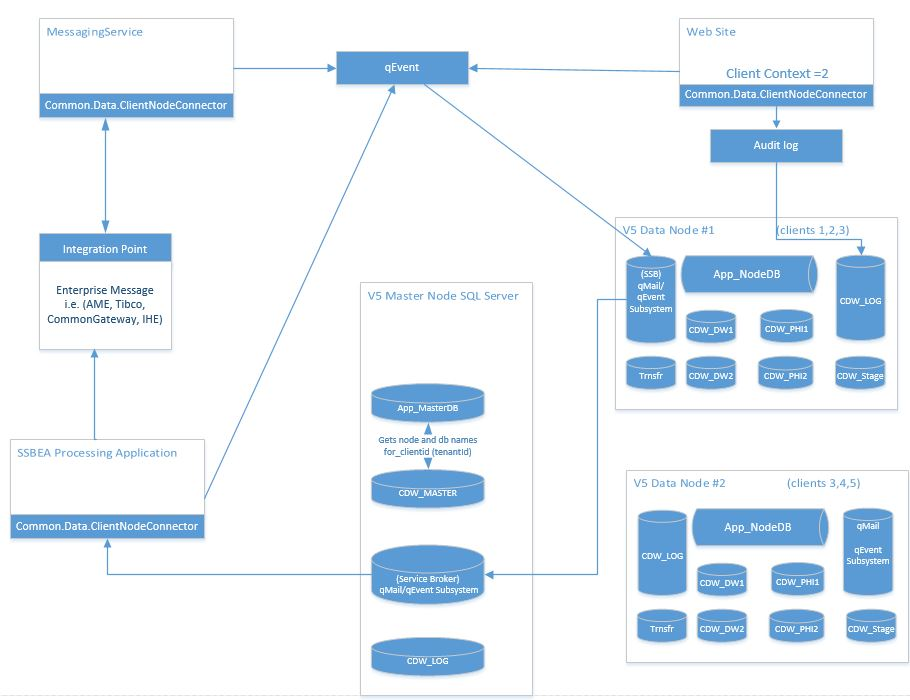 MessagingService
Common.Data.ClientNodeConnector
qEvent
Web Site
Client Context =2
Common.Data.ClientNodeConnector
Audit log
Integration Point
Enterprise Message
i.e. (AME, Tibco,
CommonGateway, IHE)
SSBEA Processing Application
Common.Data.ClientNodeConnector
V5 Master Node SQL Server
App_MasterDB
Gets node and db names
for_clientid (tenantid)
CDW_MASTER
(Service Broker)
qMail/qEvent Subsystem
CDW_LOG
V5 Data Node #1 (clients 1,2,3)
(SSB)
qMail/
qEvent
Subsystem
App_NodeDB
CDW_LOG
CDW_DW1
CDW_PHI1
Trnsfr
CDW_DW2
CDW_PHI2
CDW_Stage
V5 Data Node #2 (clients 3,4,5)
CDW_LOG
App_NodeDB
qMail
qEvent
Subsystem
CDW_DW1
CDW_PHI1
Trnsfr
CDW_DW2
CDW_PHI2
CDW_Stage